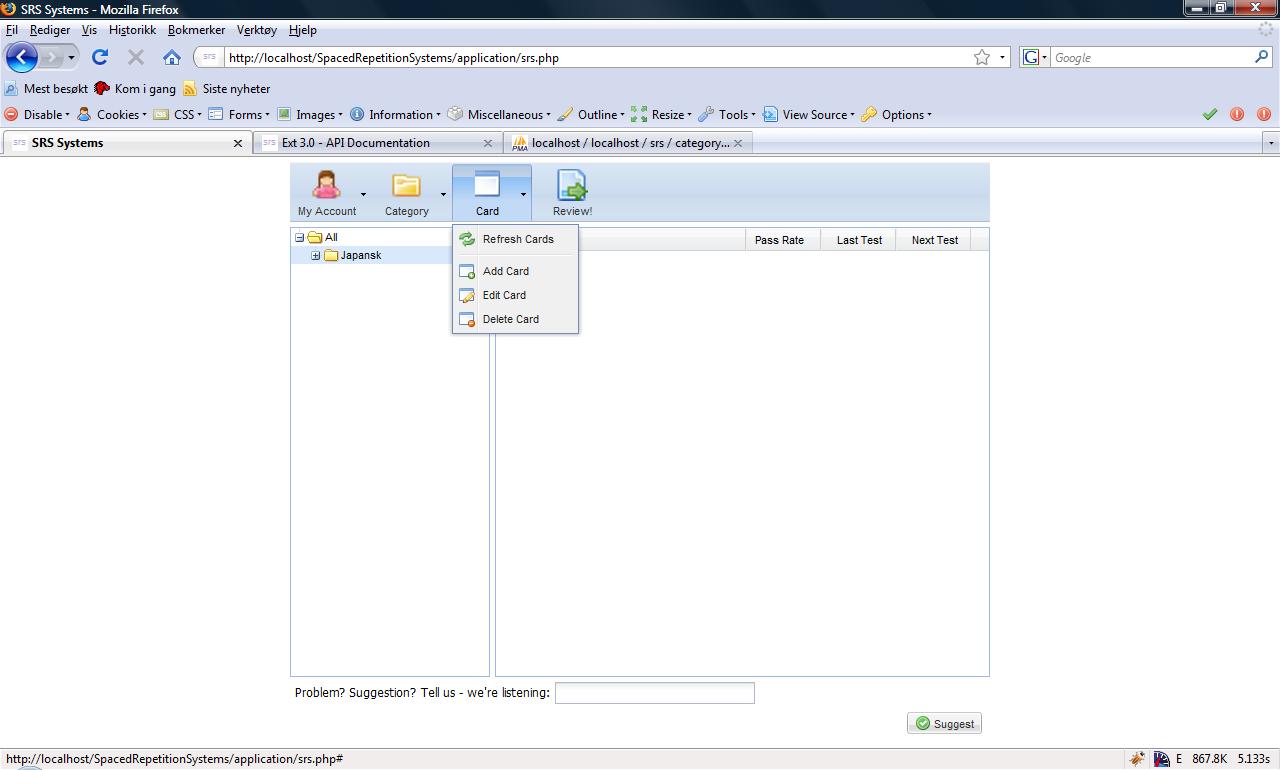 SRS Systems - Mozilla Firefox
Fil Rediger Vis Historikk Bokmerker Verktøy Hjelp
srs http://localhost/SpacedRepetitionSystems/application/srs.php G Google
Mest besøkt Kom i gang Siste nyheter
Disable Cookies CSS Forms Images Information Miscellaneous Outline Resize Tools View Source Options
srs SRS Systems srs Ext 3.0 - API Documentation PMA localhost / localhost / srs / category...
My Account Category Card Review!
All Pass Rate Last Test Next Test
Japansk
Refresh Cards
Add Card
Edit Card
Delete Card
Problem? Suggestion? Tell us - we're listening:
Suggest
http://localhost/SpacedRepetitionSystems/application/srs.php# E 867.8K 5.133s